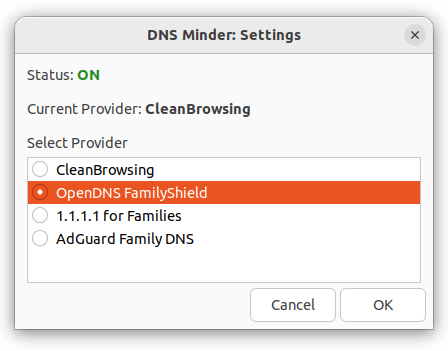 DNS Minder: Settings
Status: ON
Current Provider: CleanBrowsing
Select Provider
CleanBrowsing
OpenDNS FamilyShield
1.1.1.1 for Families
AdGuard Family DNS
Cancel OK